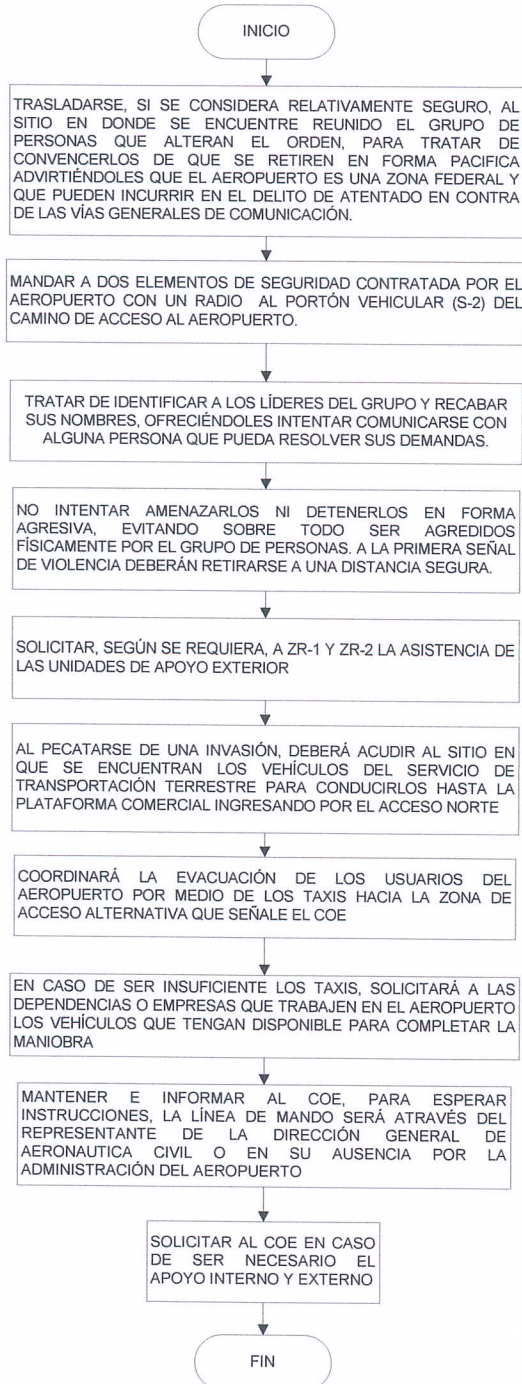 INICIO
TRASLADARSE, SI SE CONSIDERA RELATIVAMENTE SEGURO, AL
SITIO EN DONDE SE ENCUENTRE REUNIDO EL GRUPO DE
PERSONAS QUE ALTERAN EL ORDEN, PARA TRATAR DE
CONVENCERLOS DE QUE SE RETIREN EN FORMA PACIFICA
ADVIRTIÉNDOLES QUE EL AEROPUERTO ES UNA ZONA FEDERAL Y
QUE PUEDEN INCURRIR EN EL DELITO DE ATENTADO EN CONTRA
DE LAS VÍAS GENERALES DE COMUNICACIÓN.
MANDAR A DOS ELEMENTOS DE SEGURIDAD CONTRATADA POR EL
AEROPUERTO CON UN RADIO AL PORTÓN VEHICULAR (S-2) DEL
CAMINO DE ACCESO AL AEROPUERTO.
TRATAR DE IDENTIFICAR A LOS LÍDERES DEL GRUPO Y RECABAR
SUS NOMBRES, OFRECIÉNDOLES INTENTAR COMUNICARSE CON
ALGUNA PERSONA QUE PUEDA RESOLVER SUS DEMANDAS.
NO INTENTAR AMENAZARLOS NI DETENERLOS EN FORMA
AGRESIVA, EVITANDO SOBRE TODO SER AGREDIDOS
FÍSICAMENTE POR EL GRUPO DE PERSONAS. A LA PRIMERA SEÑAL
DE VIOLENCIA DEBERÁN RETIRARSE A UNA DISTANCIA SEGURA.
SOLICITAR, SEGÚN SE REQUIERA, A ZR-1 Y ZR-2 LA ASISTENCIA DE
LAS UNIDADES DE APOYO EXTERIOR
AL PECATARSE DE UNA INVASIÓN, DEBERÁ ACUDIR AL SITIO EN
QUE SE ENCUENTRAN LOS VEHÍCULOS DEL SERVICIO DE
TRANSPORTACIÓN TERRESTRE PARA CONDUCIRLOS HASTA LA
PLATAFORMA COMERCIAL INGRESANDO POR EL ACCESO NORTE
COORDINARÁ LA EVACUACIÓN DE LOS USUARIOS DEL
AEROPUERTO POR MEDIO DE LOS TAXIS HACIA LA ZONA DE
ACCESO ALTERNATIVA QUE SEÑALE EL COE
EN CASO DE SER INSUFICIENTE LOS TAXIS, SOLICITARÁ A LAS
DEPENDENCIAS O EMPRESAS QUE TRABAJEN EN EL AEROPUERTO
LOS VEHÍCULOS QUE TENGAN DISPONIBLE PARA COMPLETAR LA
MANIOBRA
MANTENER E INFORMAR AL COE, PARA ESPERAR
INSTRUCCIONES, LA LÍNEA DE MANDO SERÁ ATRAVÉS DEL
REPRESENTANTE DE LA DIRECCIÓN GENERAL DE
AERONAUTICA CIVIL O EN SU AUSENCIA POR LA
ADMINISTRACIÓN DEL AEROPUERTO
SOLICITAR AL COE EN CASO
DE SER NECESARIO EL
APOYO INTERNO Y EXTERNO
FIN